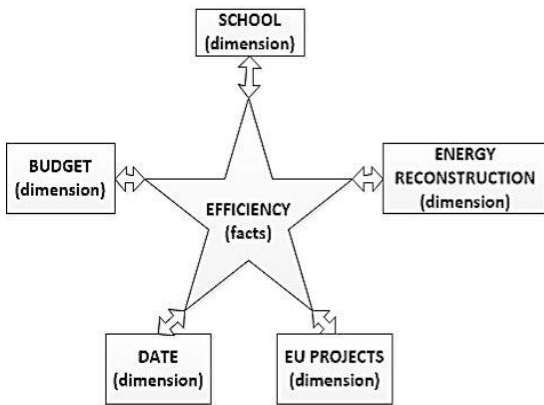 SCHOOL
(dimension)
BUDGET
(dimension)
ENERGY
RECONSTRUCTION
(dimension)
EFFICIENCY
(facts)
DATE
(dimension)
EU PROJECTS
(dimension)